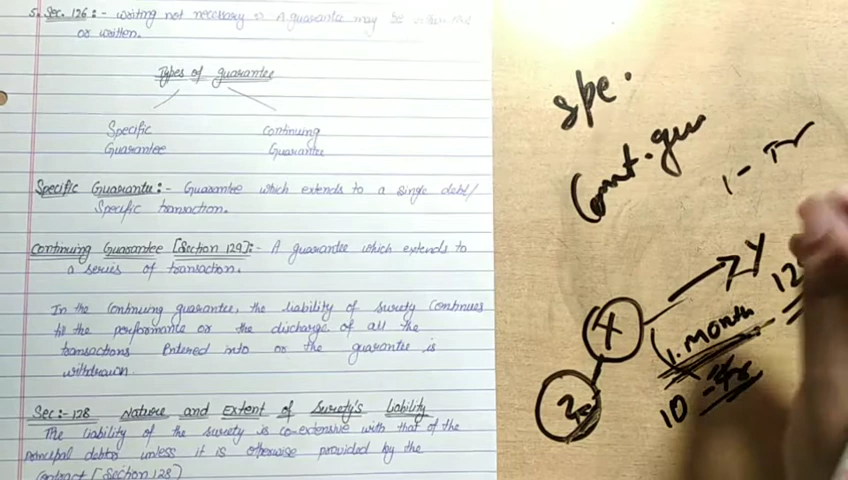 5. Sec. 126:- Writing not necessary A guarantee may be
or written.
Types of guarantee
Specific Continuing
Guarantee Guarantee
Specific Guarantee:- Guarantee which extends to a single debt/
Specific transaction.
Continuing Guarantee [Section 129]:- A guarantee which extends to
a series of transaction.
In the continuing guarantee, the liability of surety continues
till the performance or the discharge of all the
transactions Entered into or the guarantee is
withdrawn.
Sec:-128 Nature and Extent of Surety's liability
The liability of the surety is co-extensive with that of the
principal debtor unless it is otherwise provided by the
contract [Section 128]
spe.
Cont. gua
1 - Tr
X
Y
1. Month
12
10 - Tr